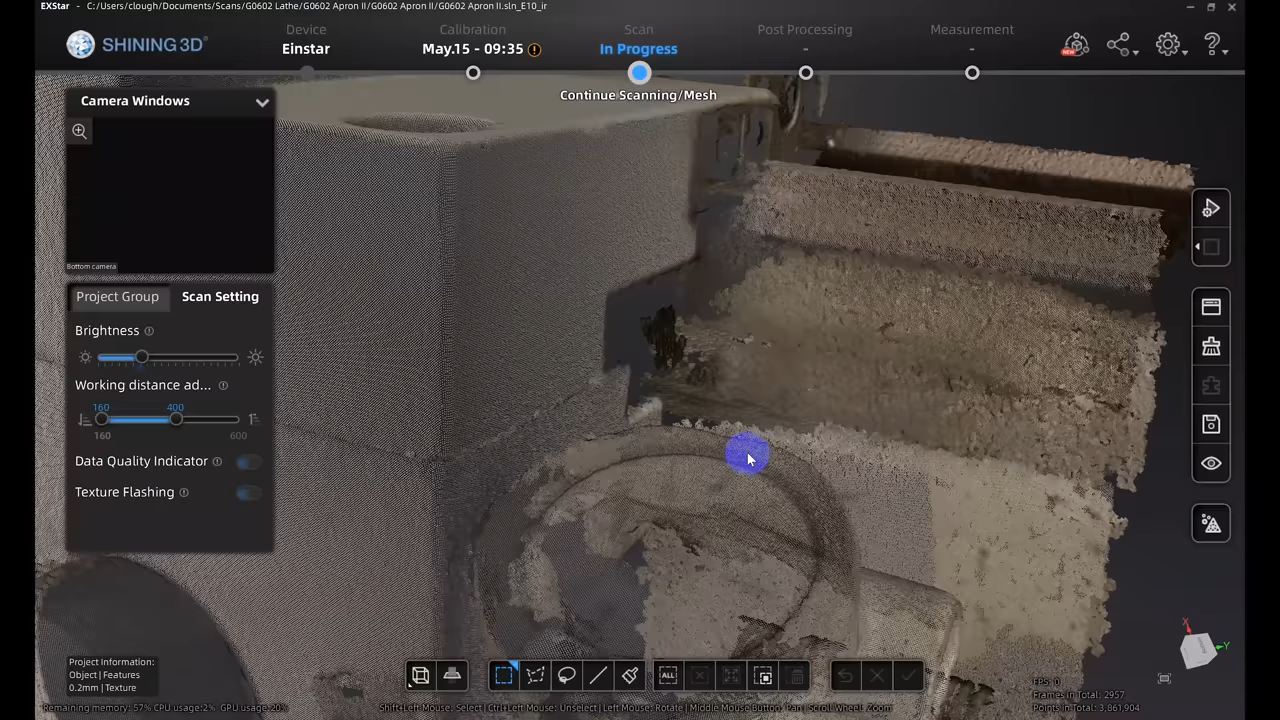 EXStar - C:/Users/clough/Documents/Scans/G0602 Lathe/G0602 Apron II/G0602 Apron II/G0602 Apron II.sln_E10_ir
SHINING 3D®
Device
Einstar
Calibration
May.15 - 09:35
Scan
In Progress
Post Processing
-
Measurement
-
NEW
Continue Scanning/Mesh
Camera Windows
Bottom camera
Project Group
Scan Setting
Brightness
Working distance ad...
160
400
160
600
Data Quality Indicator
Texture Flashing
Project Information:
Object | Features
0.2mm | Texture
ALL
FPS: 0
Frames in Total: 2957
Points in Total: 3,861,904
Remaining memory: 57% CPU usage:2% GPU usage:20%
Shift+Left Mouse: Select | Ctrl+Left Mouse: Unselect | Left Mouse: Rotate | Middle Mouse Button: Pan | Scroll Wheel: Zoom
X
Y